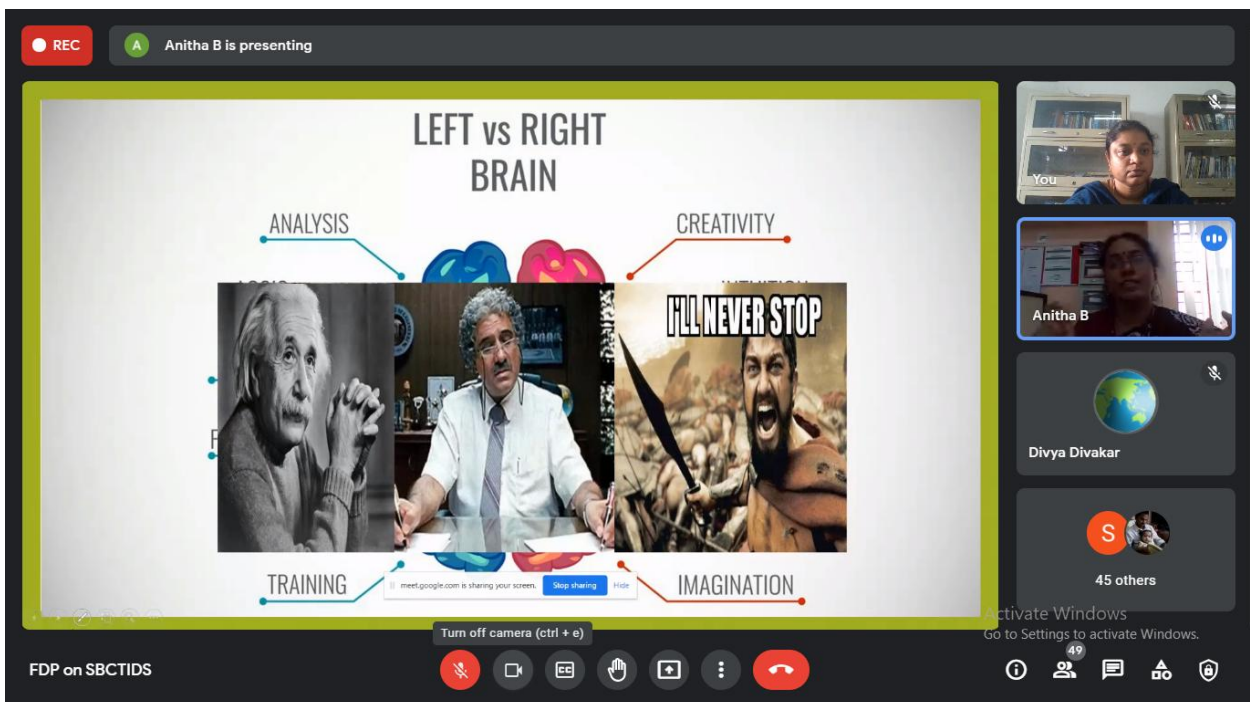 REC
A
Anitha B is presenting
LEFT vs RIGHT
BRAIN
ANALYSIS
CREATIVITY
I'LL NEVER STOP
TRAINING
IMAGINATION
meet.google.com is sharing your screen.
Stop sharing
Hide
You
Anitha B
Divya Divakar
S
45 others
Activate Windows
Go to Settings to activate Windows.
Turn off camera (ctrl + e)
FDP on SBCTIDS
CC
49